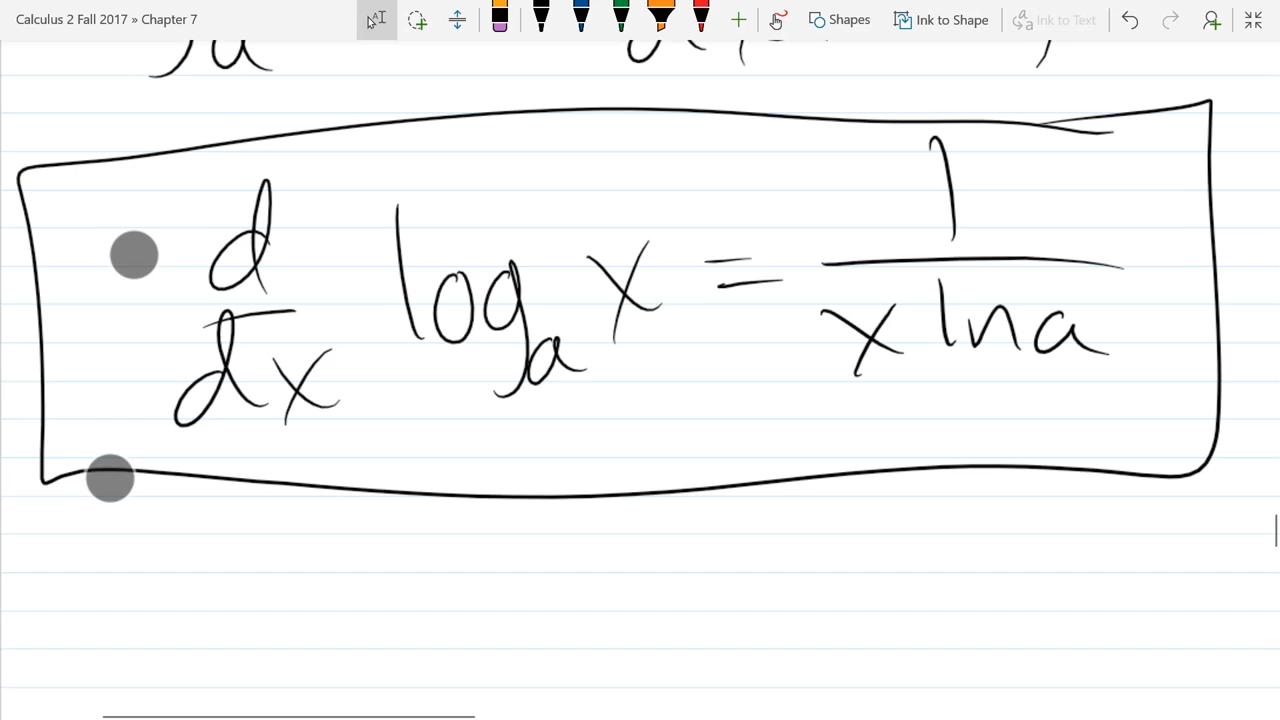 Calculus 2 Fall 2017 » Chapter 7
Shapes
Ink to Shape
Ink to Text
d/dx log_a x = 1/(x ln a)